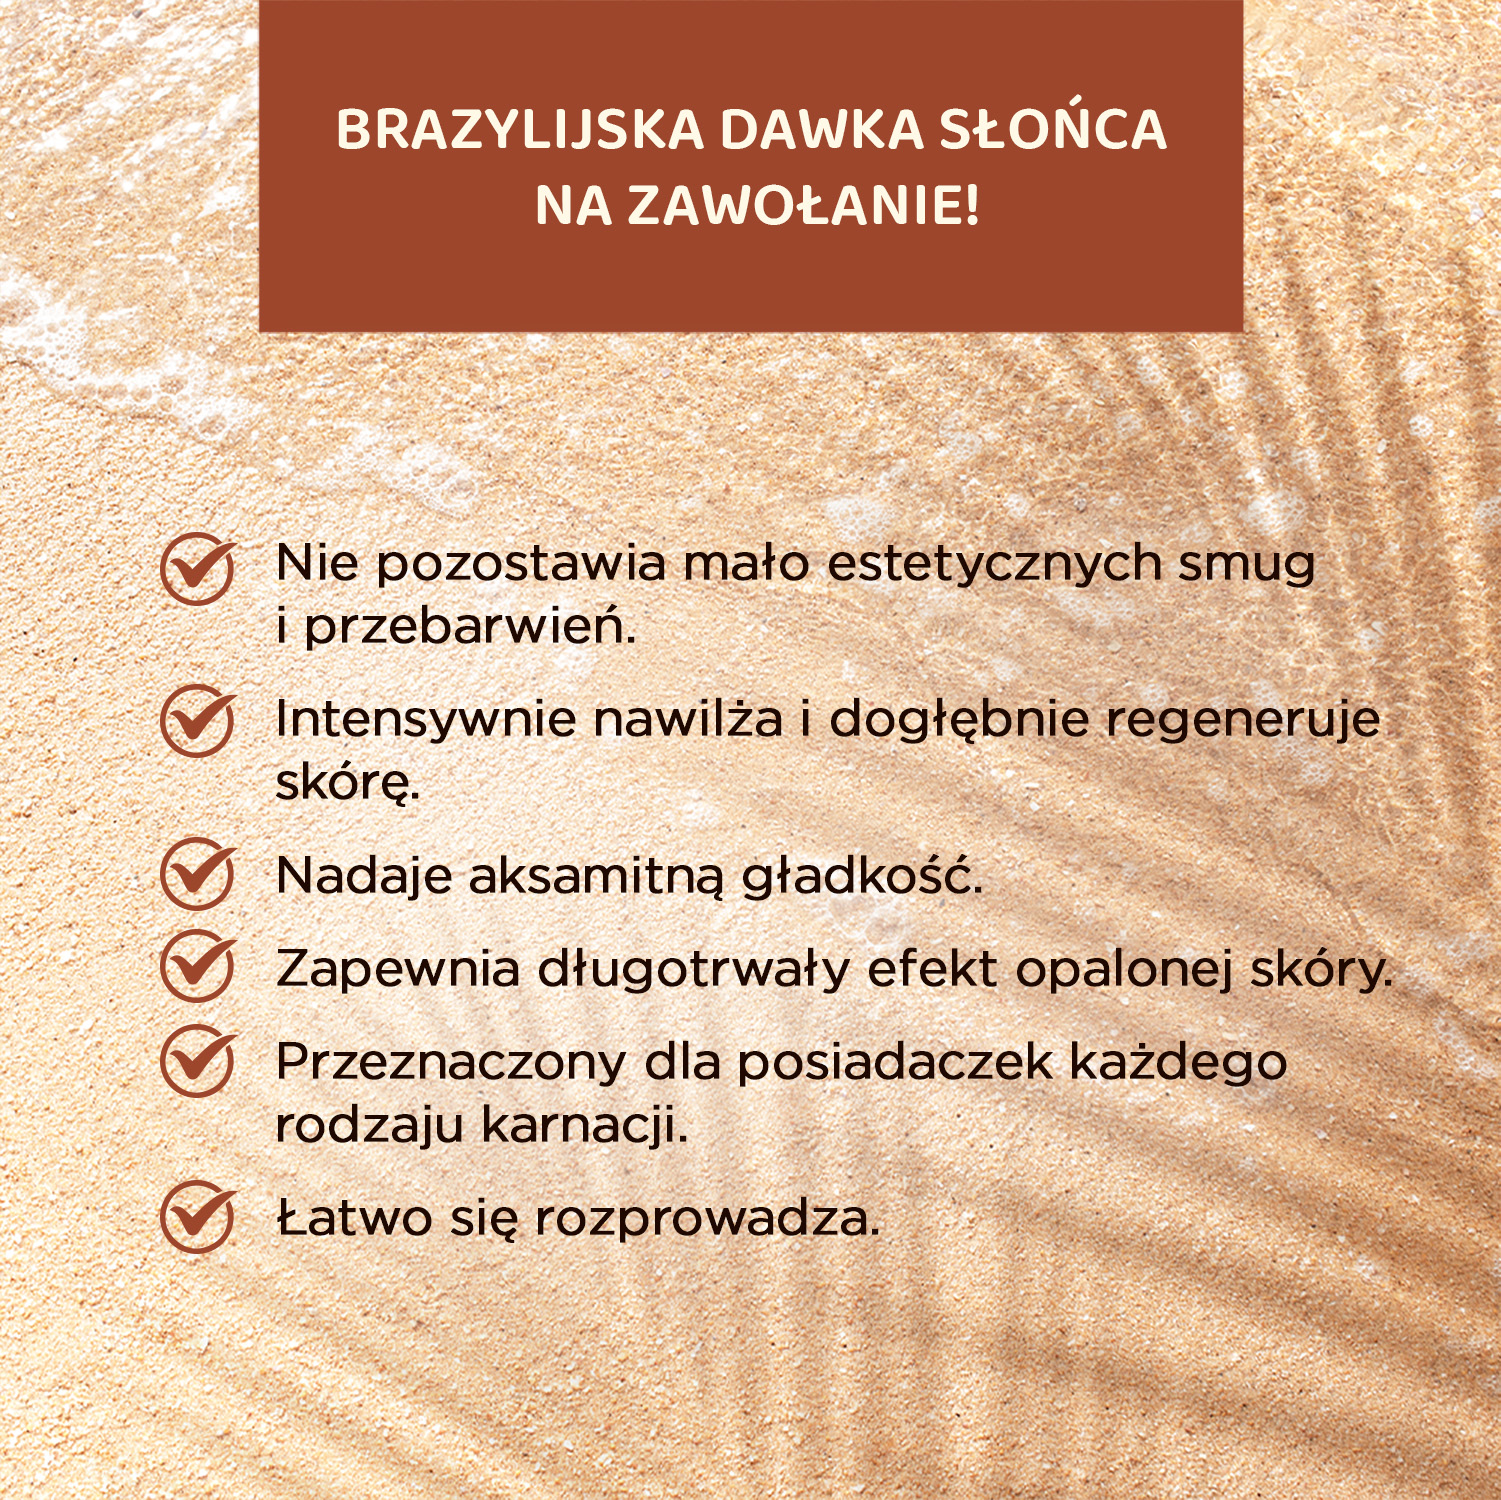 BRAZYLIJSKA DAWKA SŁOŃCA
NA ZAWOŁANIE!
Nie pozostawia mało estetycznych smug
i przebarwień.
Intensywnie nawilża i dogłębnie regeneruje
skórę.
Nadaje aksamitną gładkość.
Zapewnia długotrwały efekt opalonej skóry.
Przeznaczony dla posiadaczek każdego
rodzaju karnacji.
Łatwo się rozprowadza.